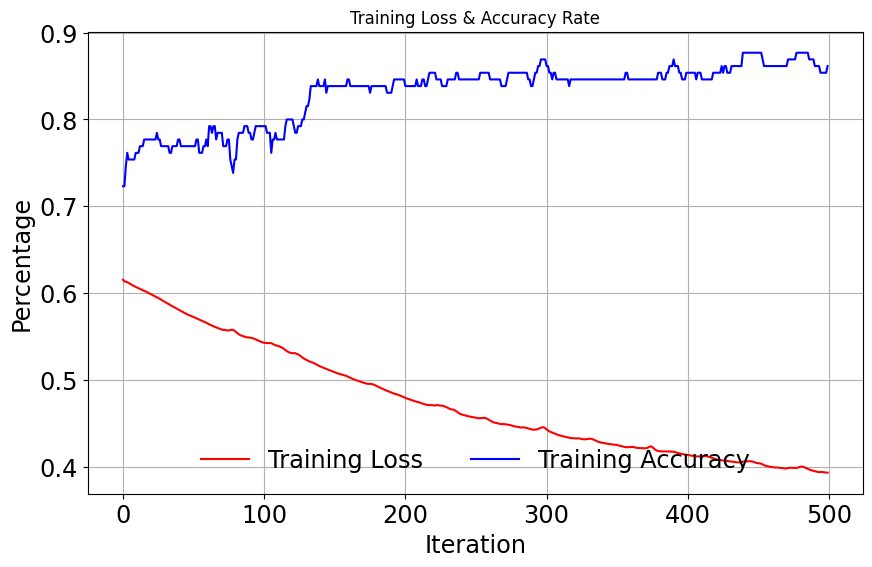 Training Loss & Accuracy Rate
0.9
0.8
0.7
0.6
0.5
0.4
Percentage
Training Loss
Training Accuracy
0
100
200
300
400
500
Iteration